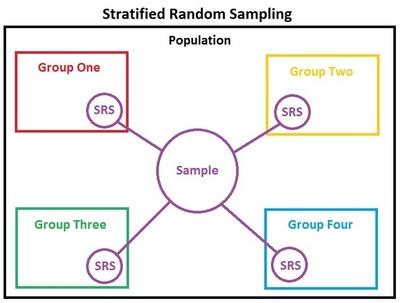 Stratified Random Sampling
Population
Group One
Group Two
SRS
SRS
Sample
Group Three
Group Four
SRS
SRS